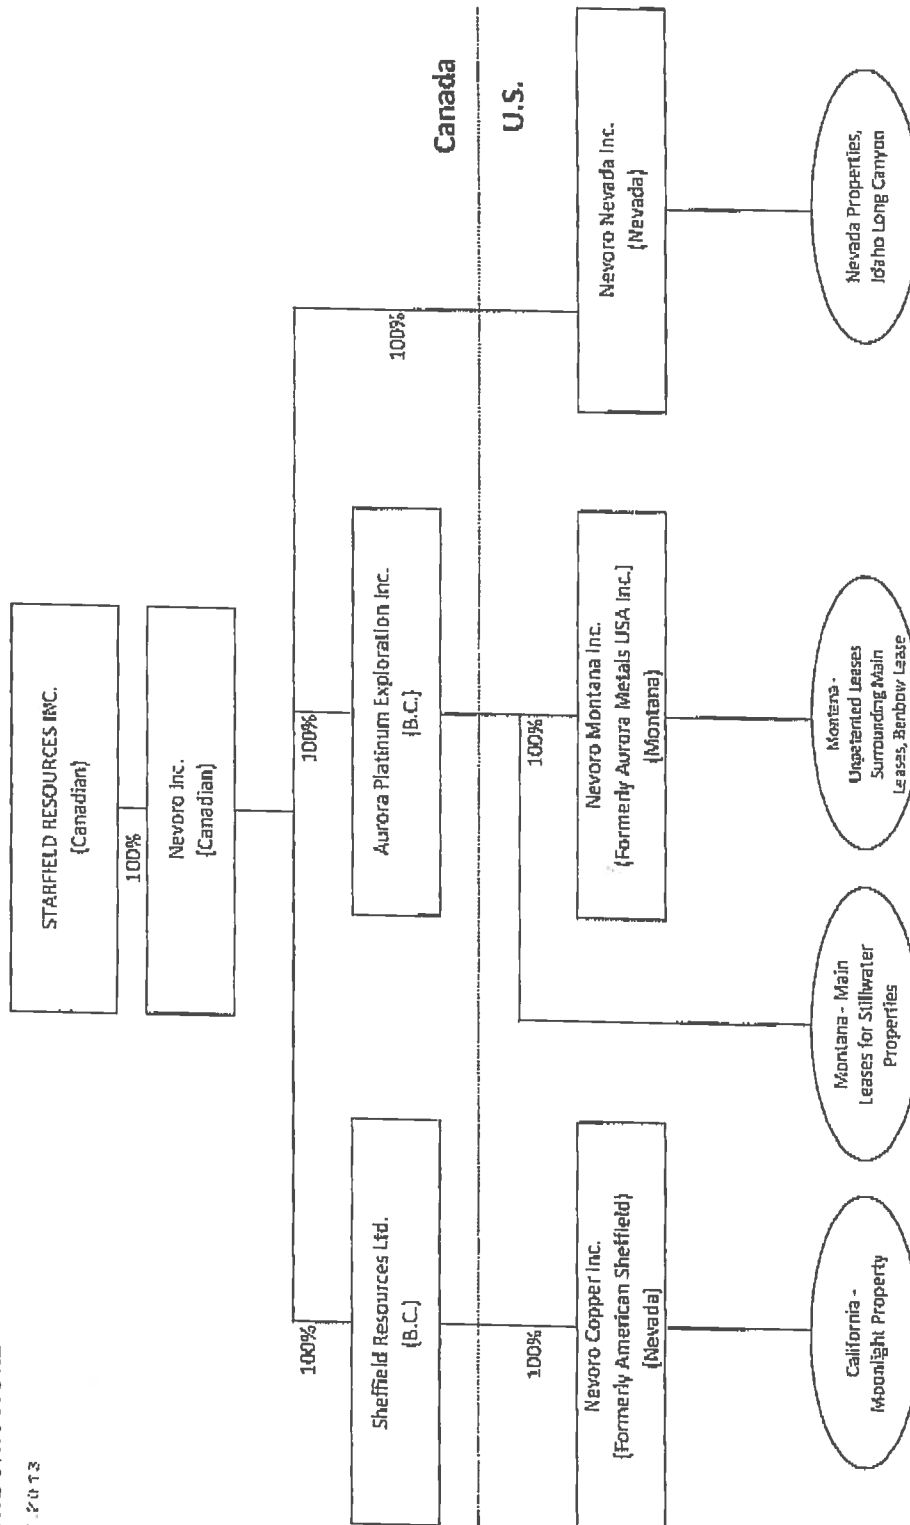 2013
STARFIELD RESOURCES INC.
(Canadian)
100%
Nevoro Inc.
(Canadian)
100%
100%
100%
Sheffield Resources Ltd.
(B.C.)
Aurora Platinum Exploration Inc.
(B.C.)
Canada
U.S.
100%
100%
Nevoro Copper Inc.
(Formerly American Sheffield)
(Nevada)
Nevoro Montana Inc.
(Formerly Aurora Metals USA Inc.)
(Montana)
Nevoro Nevada Inc.
(Nevada)
California -
Moonlight Property
Montana - Main
Leases for Stillwater
Properties
Montana -
Unpatented Leases
Surrounding Main
Leases, Benbow Lease
Nevada Properties,
Idaho Long Canyon